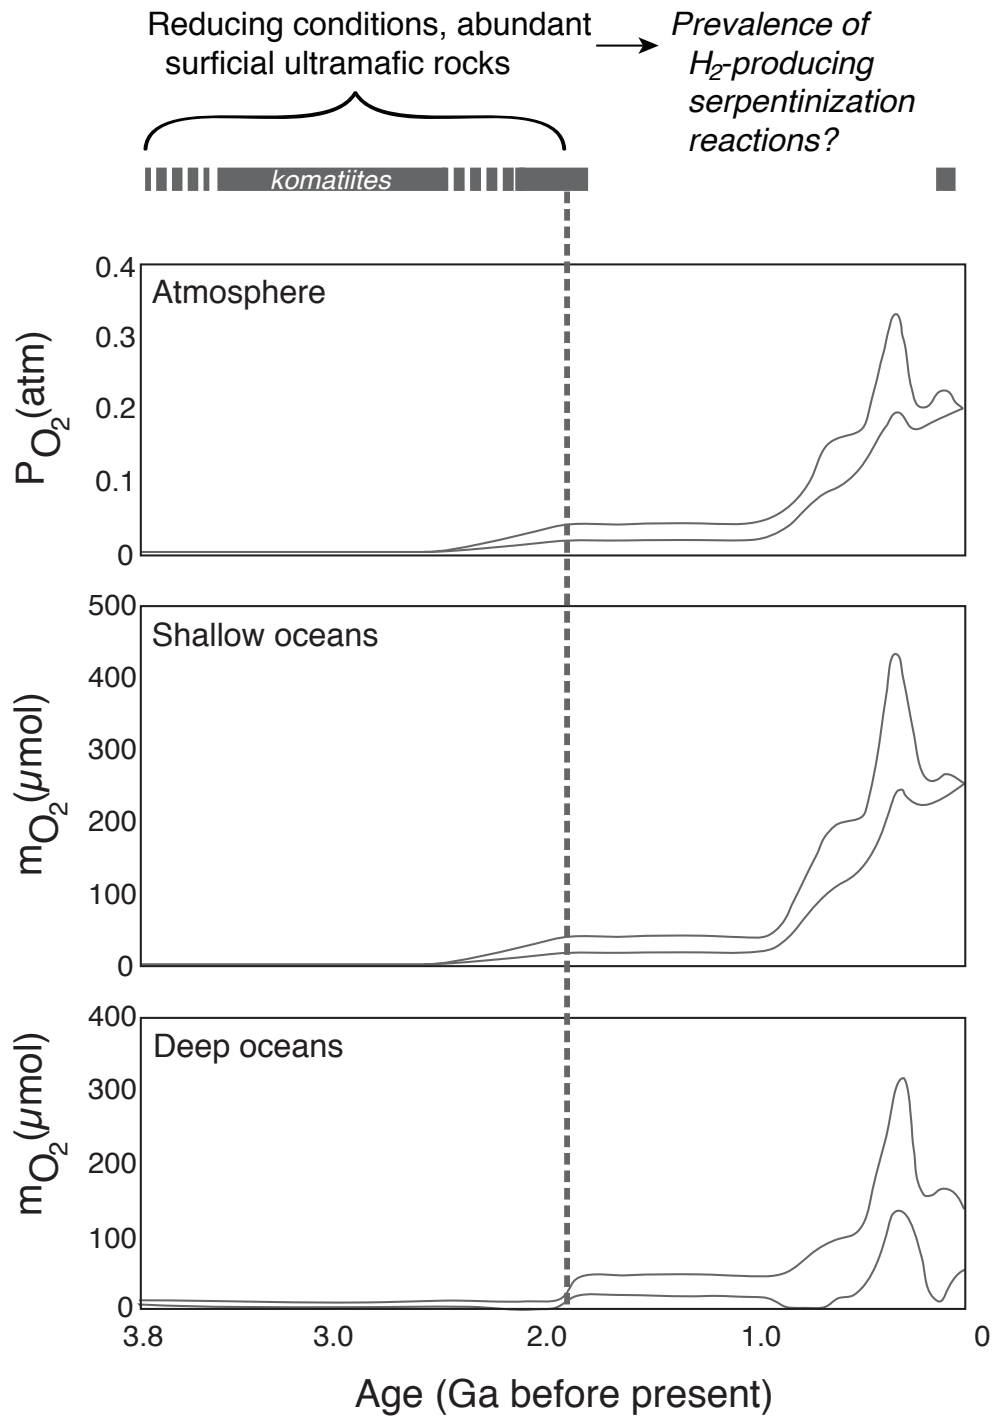 Reducing conditions, abundant
surficial ultramafic rocks
Prevalence of
H2-producing
serpentinization
reactions?
komatiites
Atmosphere
PO2(atm)
0.4
0.3
0.2
0.1
0
Shallow oceans
mO2(µmol)
500
400
300
200
100
0
Deep oceans
mO2(µmol)
400
300
200
100
0
3.8 3.0 2.0 1.0 0
Age (Ga before present)